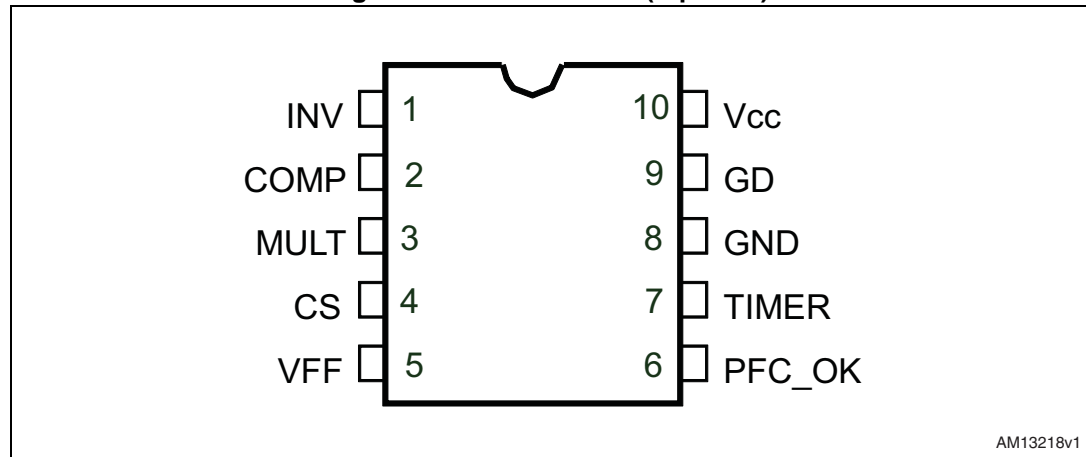 INV 1 10 Vcc
COMP 2 9 GD
MULT 3 8 GND
CS 4 7 TIMER
VFF 5 6 PFC_OK
AM13218v1